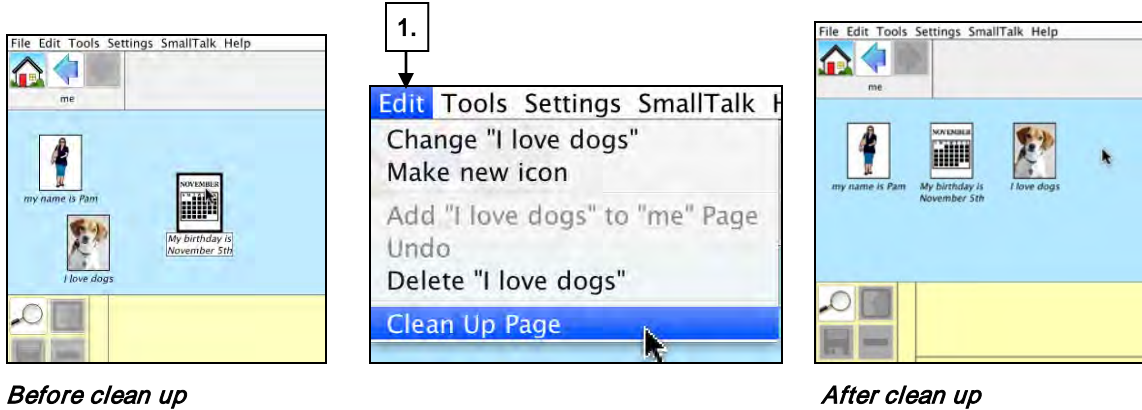 File Edit Tools Settings SmallTalk Help
me
my name is Pam
NOVEMBER
My birthday is
November 5th
I love dogs
Before clean up
1.
Edit Tools Settings SmallTalk
Change "I love dogs"
Make new icon
Add "I love dogs" to "me" Page
Undo
Delete "I love dogs"
Clean Up Page
File Edit Tools Settings SmallTalk Help
me
NOVEMBER
my name is Pam
My birthday is
November 5th
I love dogs
After clean up